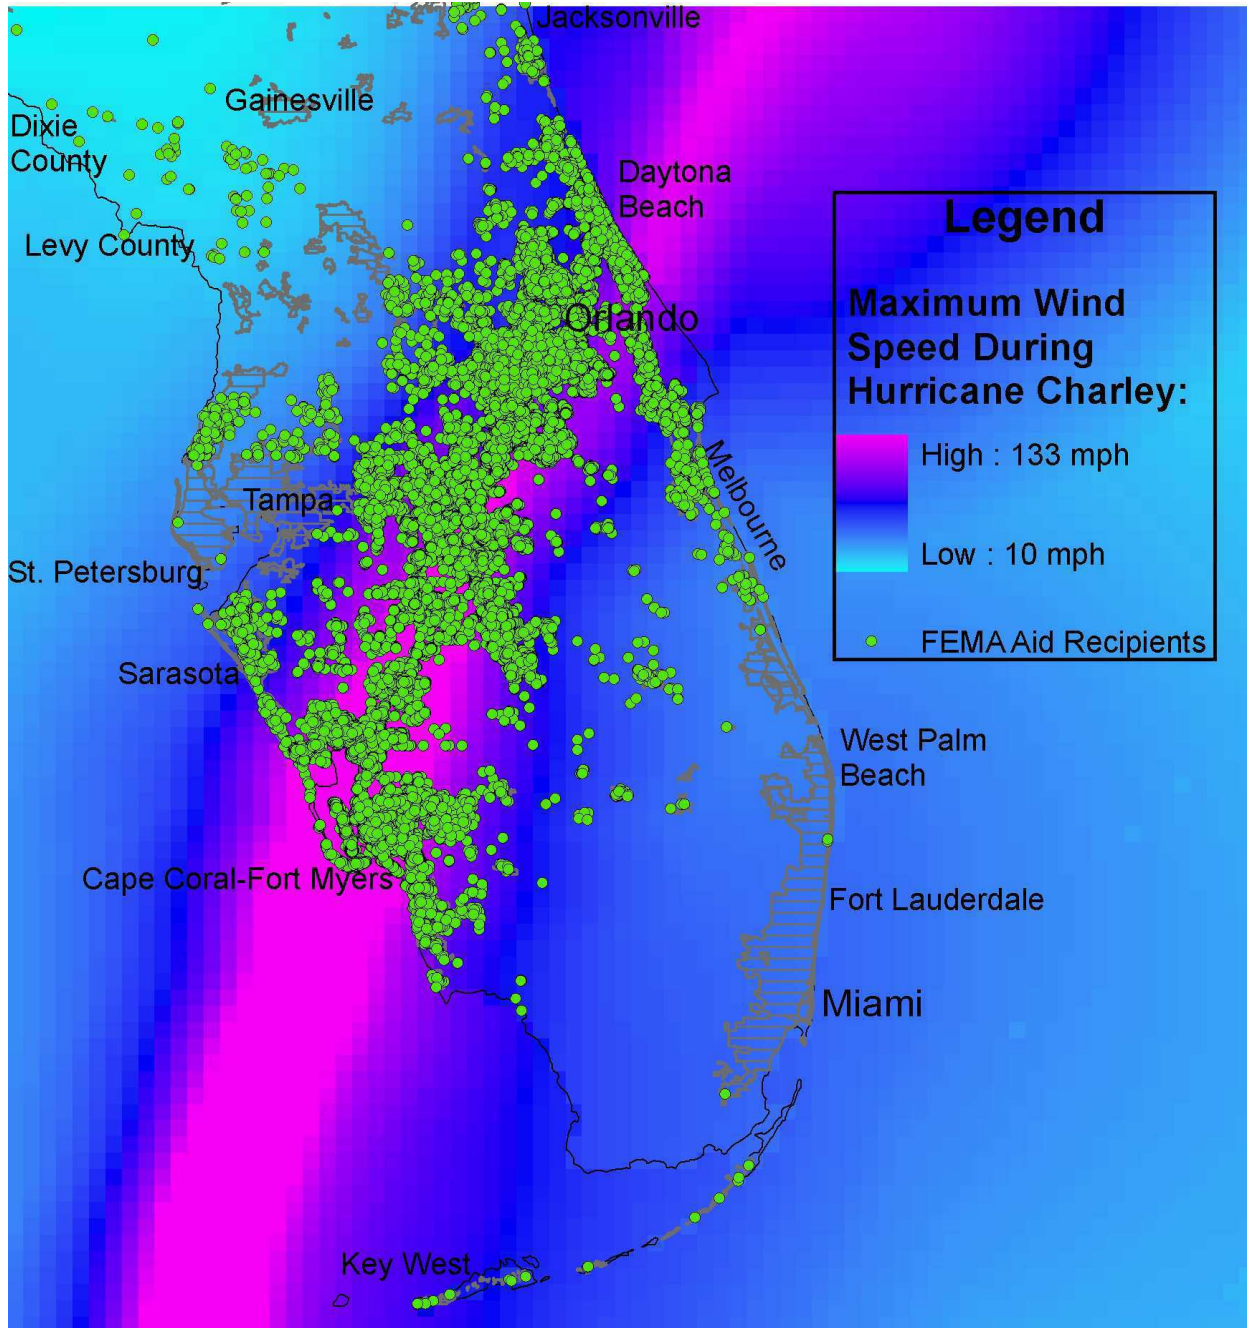 Jacksonville
Gainesville
Dixie
County
Daytona
Beach
Levy County
Orlando
Tampa
Melbourne
St. Petersburg
Sarasota
West Palm
Beach
Cape Coral-Fort Myers
Fort Lauderdale
Miami
Key West
Legend
Maximum Wind
Speed During
Hurricane Charley:
High : 133 mph
Low : 10 mph
FEMA Aid Recipients